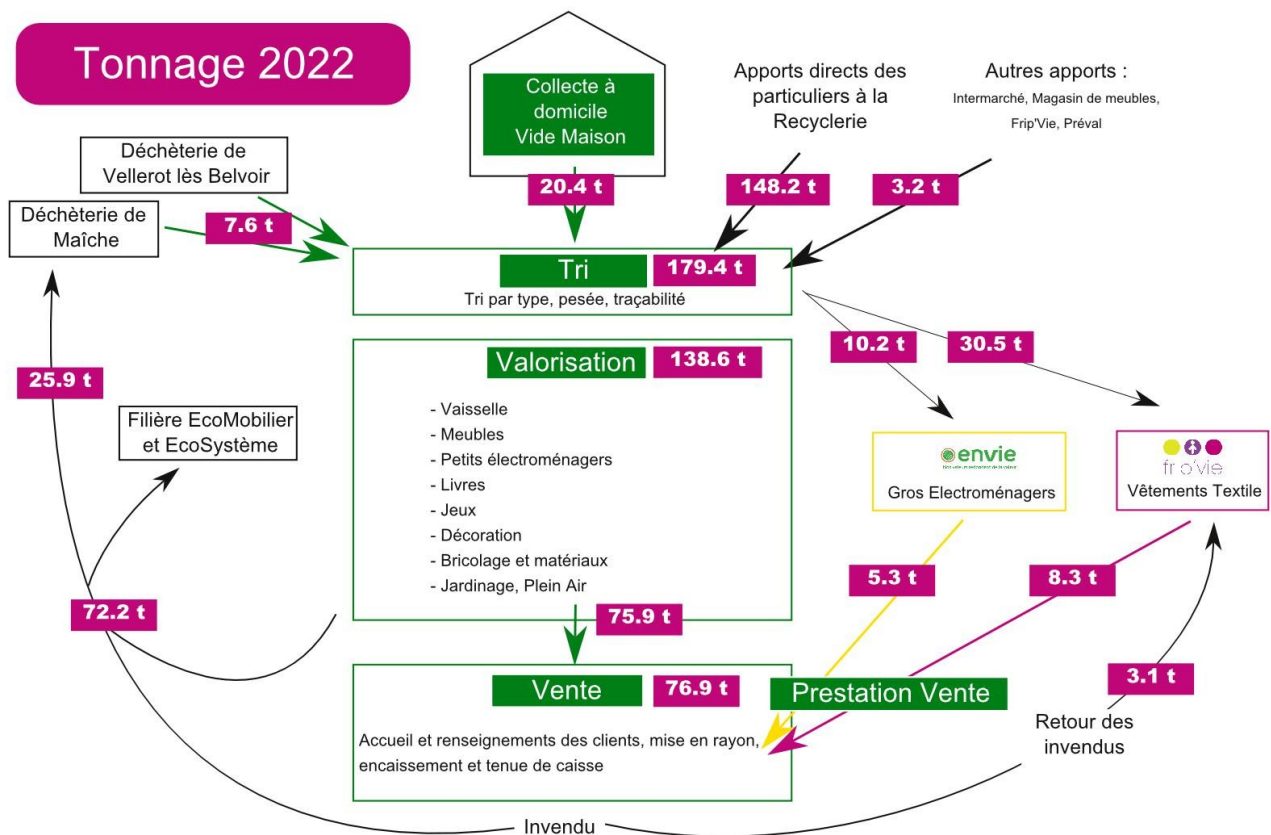 Tonnage 2022
Collecte à
domicile
Vide Maison
Apports directs des
particuliers à la
Recyclerie
Autres apports :
Intermarché, Magasin de meubles,
Frip'Vie, Préval
Déchèterie de
Vellerot lès Belvoir
Déchèterie de
Maîche
7.6 t
20.4 t
148.2 t
3.2 t
Tri
179.4 t
Tri par type, pesée, traçabilité
10.2 t
30.5 t
Valorisation
138.6 t
- Vaisselle
- Meubles
- Petits électroménagers
- Livres
- Jeux
- Décoration
- Bricolage et matériaux
- Jardinage, Plein Air
25.9 t
Filière EcoMobilier
et EcoSystème
72.2 t
envie
Gros Electroménagers
Vêtements Textile
5.3 t
8.3 t
75.9 t
3.1 t
Vente
76.9 t
Prestation Vente
Accueil et renseignements des clients, mise en rayon,
encaissement et tenue de caisse
Retour des
invendus
Invendu